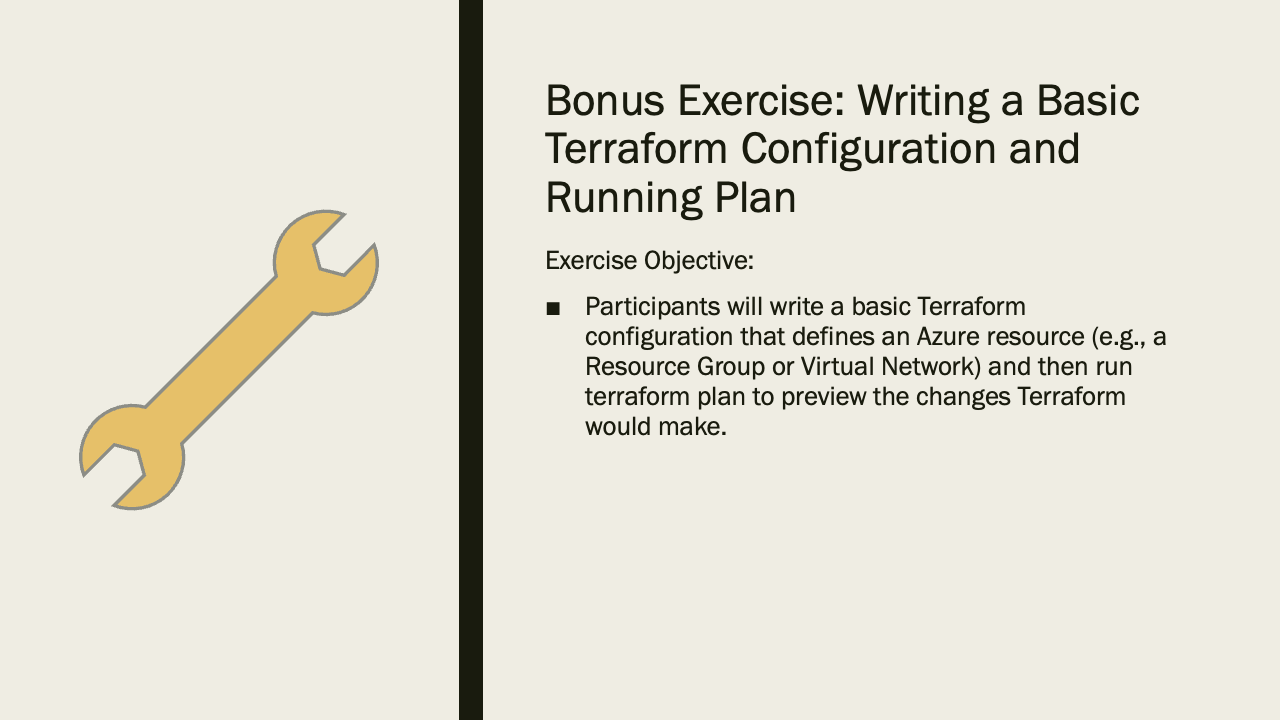 Bonus Exercise: Writing a Basic
Terraform Configuration and
Running Plan
Exercise Objective:
■ Participants will write a basic Terraform
configuration that defines an Azure resource (e.g., a
Resource Group or Virtual Network) and then run
terraform plan to preview the changes Terraform
would make.